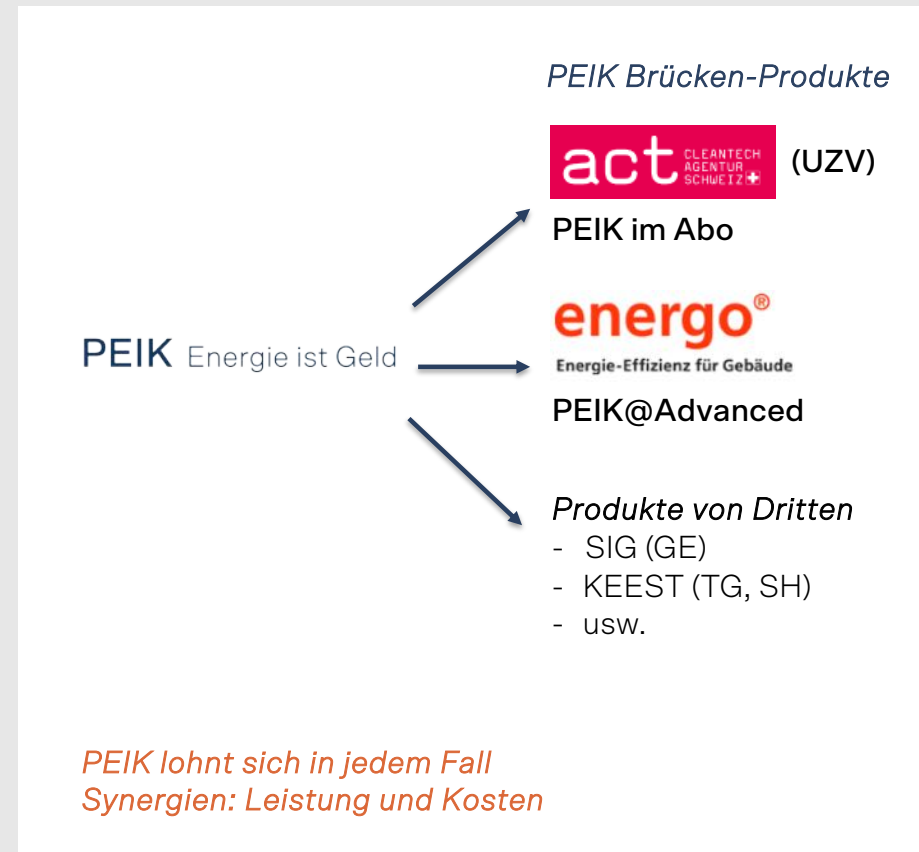 PEIK Brücken-Produkte
act CLEANTECH
AGENTUR
SCHWEIZ
(UZV)
PEIK im Abo
energo®
Energie-Effizienz für Gebäude
PEIK Energie ist Geld
PEIK@Advanced
Produkte von Dritten
- SIG (GE)
- KEEST (TG, SH)
- usw.
PEIK lohnt sich in jedem Fall
Synergien: Leistung und Kosten